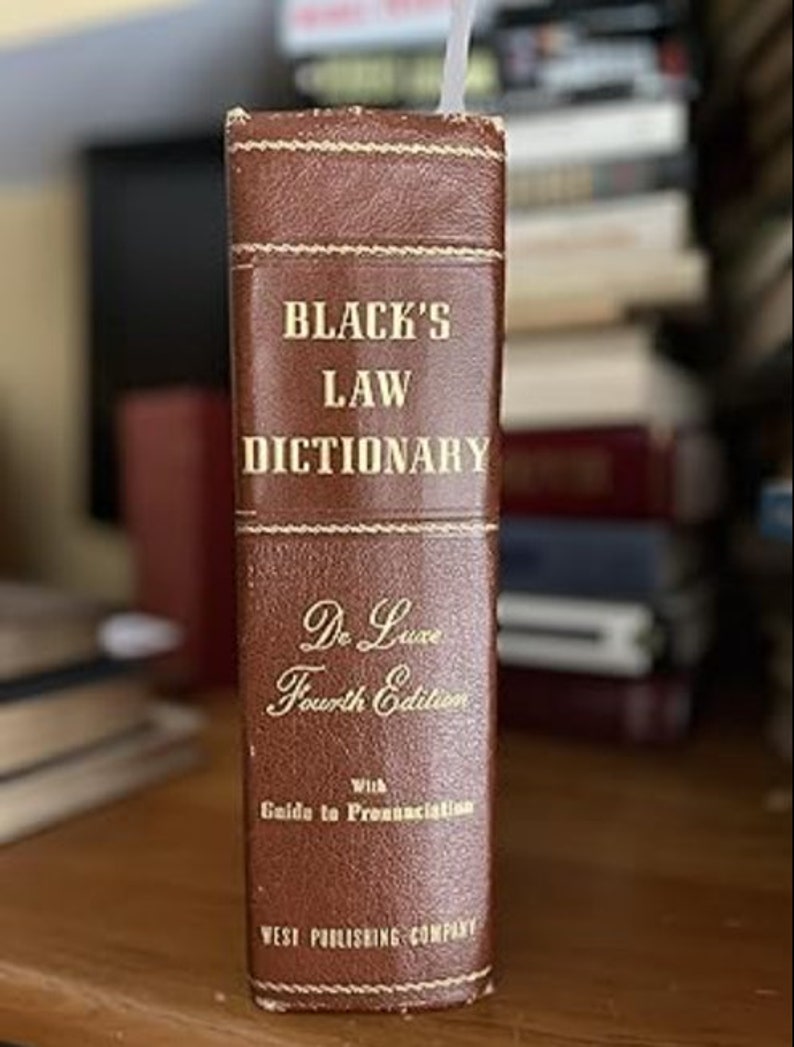 BLACK'S
LAW
DICTIONARY
De Luxe
Fourth Edition
With
Guide to Pronunciation
WEST PUBLISHING COMPANY